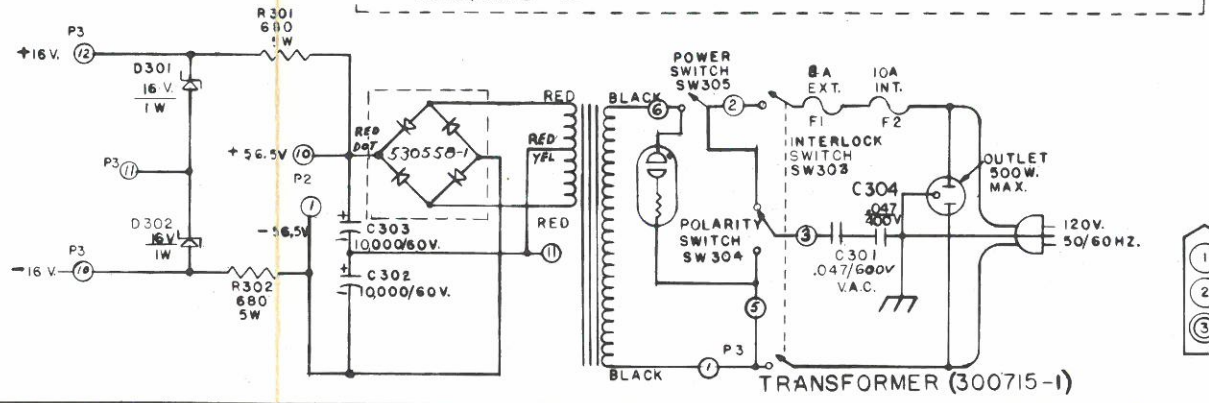 R301
680
5W
P3
+16V.
12
D301
16 V.
1W
P3
11
D302
16V
1W
P3
-16 V.
10
R302
680
5W
+56.5V
10
P2
1
-56.5V
RED
DOT
530558-1
RED
RED
YEL
RED
11
C303
10,000/60V.
C302
10,000/60V.
BLACK
6
POWER
SWITCH
SW305
2
8A
EXT.
F1
10A
INT.
F2
INTERLOCK
SWITCH
SW303
OUTLET
500W.
MAX.
C304
.047
400V
POLARITY
SWITCH
SW304
3
C301
.047/600V
V.A.C.
120V.
50/60HZ.
5
P3
1
BLACK
TRANSFORMER (300715-1)
1
2
3